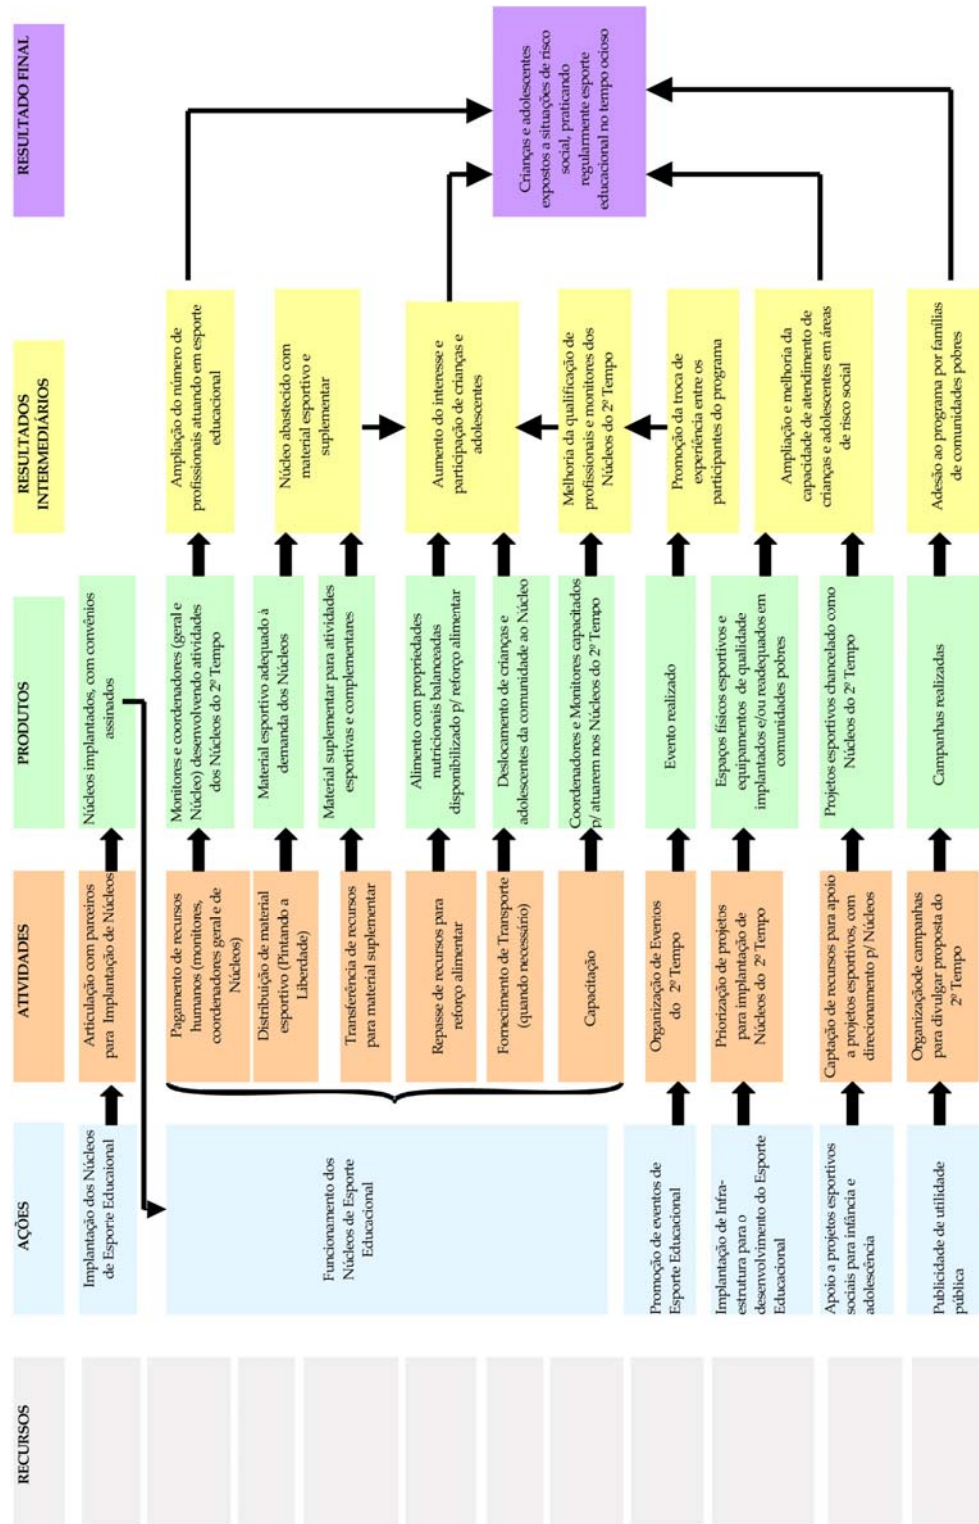 RECURSOS
AÇÕES
ATIVIDADES
PRODUTOS
RESULTADOS
INTERMEDIÁRIOS
RESULTADO FINAL
Implantação dos Núcleos
de Esporte Educaional
Articulação com parceiros
para Implantação de Núcleos
Núcleos implantados, com convênios
assinados
Funcionamento dos
Núcleos de Esporte
Educacional
Pagamento de recursos
humanos (monitores,
coordenadores geral e de
Núcleos)
Monitores e coordenadores (geral e
Núcleo) desenvolvendo atividades
dos Núcleos do 2º Tempo
Ampliação do número de
profissionais atuando em esporte
educacional
Distribuição de material
esportivo (Pintando a
Liberdade)
Material esportivo adequado à
demanda dos Núcleos
Núcleo abastecido com
material esportivo e
suplementar
Transferência de recursos
para material suplementar
Material suplementar para atividades
esportivas e complementares
Repasse de recursos para
reforço alimentar
Alimento com propriedades
nutricionais balanceadas
disponibilizado p/ reforço alimentar
Aumento do interesse e
participação de crianças e
adolescentes
Fornecimento de Transporte
(quando necessário)
Deslocamento de crianças e
adolescentes da comunidade ao Núcleo
Capacitação
Coordenadores e Monitores capacitados
p/ atuarem nos Núcleos do 2º Tempo
Melhoria da qualificação de
profissionais e monitores dos
Núcleos do 2º Tempo
Promoção de eventos de
Esporte Educacional
Organização de Eventos
do 2º Tempo
Evento realizado
Promoção da troca de
experiência entre os
participantes do programa
Implantação de Infra-
estrutura para o
desenvolvimento do Esporte
Educacional
Priorização de projetos
para implantação de
Núcleos do 2º Tempo
Espaços físicos esportivos e
equipamentos de qualidade
implantados e/ou readequados em
comunidades pobres
Ampliação e melhoria da
capacidade de atendimento de
crianças e adolescentes em áreas
de risco social
Apoio a projetos esportivos
sociais para infância e
adolescência
Captação de recursos para apoio
a projetos esportivos, com
direcionamento p/ Núcleos
Projetos esportivos chancelado como
Núcleos do 2º Tempo
Publicidade de utilidade
pública
Organizaçãode campanhas
para divulgar proposta do
2º Tempo
Campanhas realizadas
Adesão ao programa por famílias
de comunidades pobres
Crianças e adolescentes
expostos a situações de risco
social, praticando
regularmente esporte
educacional no tempo ocioso